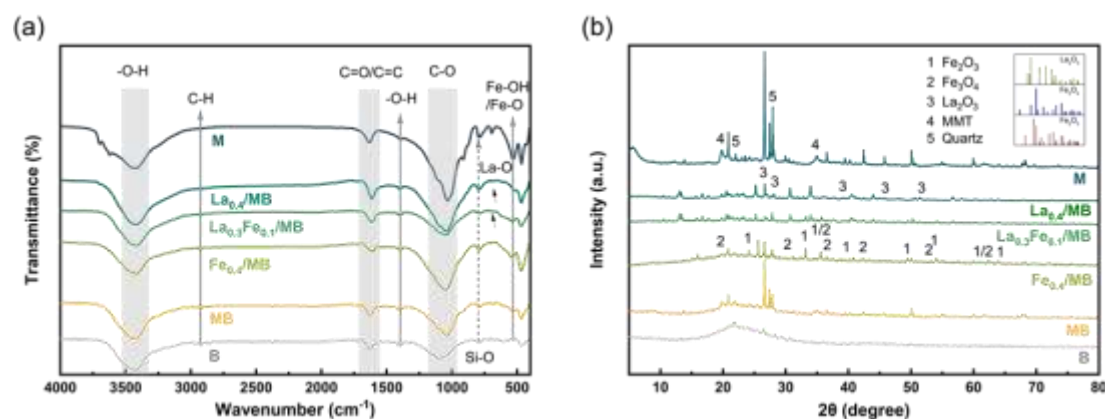 (a)
-O-H
C=O/C=C
C-O
C-H
-O-H
Fe-OH
/Fe-O
M
La-O
La₀.₄/MB
La₀.₃Fe₀.₁/MB
Fe₀.₄/MB
MB
B
Si-O
Transmittance (%)
4000 3500 3000 2500 2000 1500 1000 500
Wavenumber (cm⁻¹)
(b)
1 Fe₂O₃
2 Fe₃O₄
3 La₂O₃
4 MMT
5 Quartz
La₂O₃
5
4
5
4
M
3
3
3
3
3
La₀.₄/MB
La₀.₃Fe₀.₁/MB
2 1 2 1 1/2 2 1 2 1 2 1 1/2 1
Fe₀.₄/MB
MB
B
Intensity (a.u.)
10 20 30 40 50 60 70 80
2θ (degree)